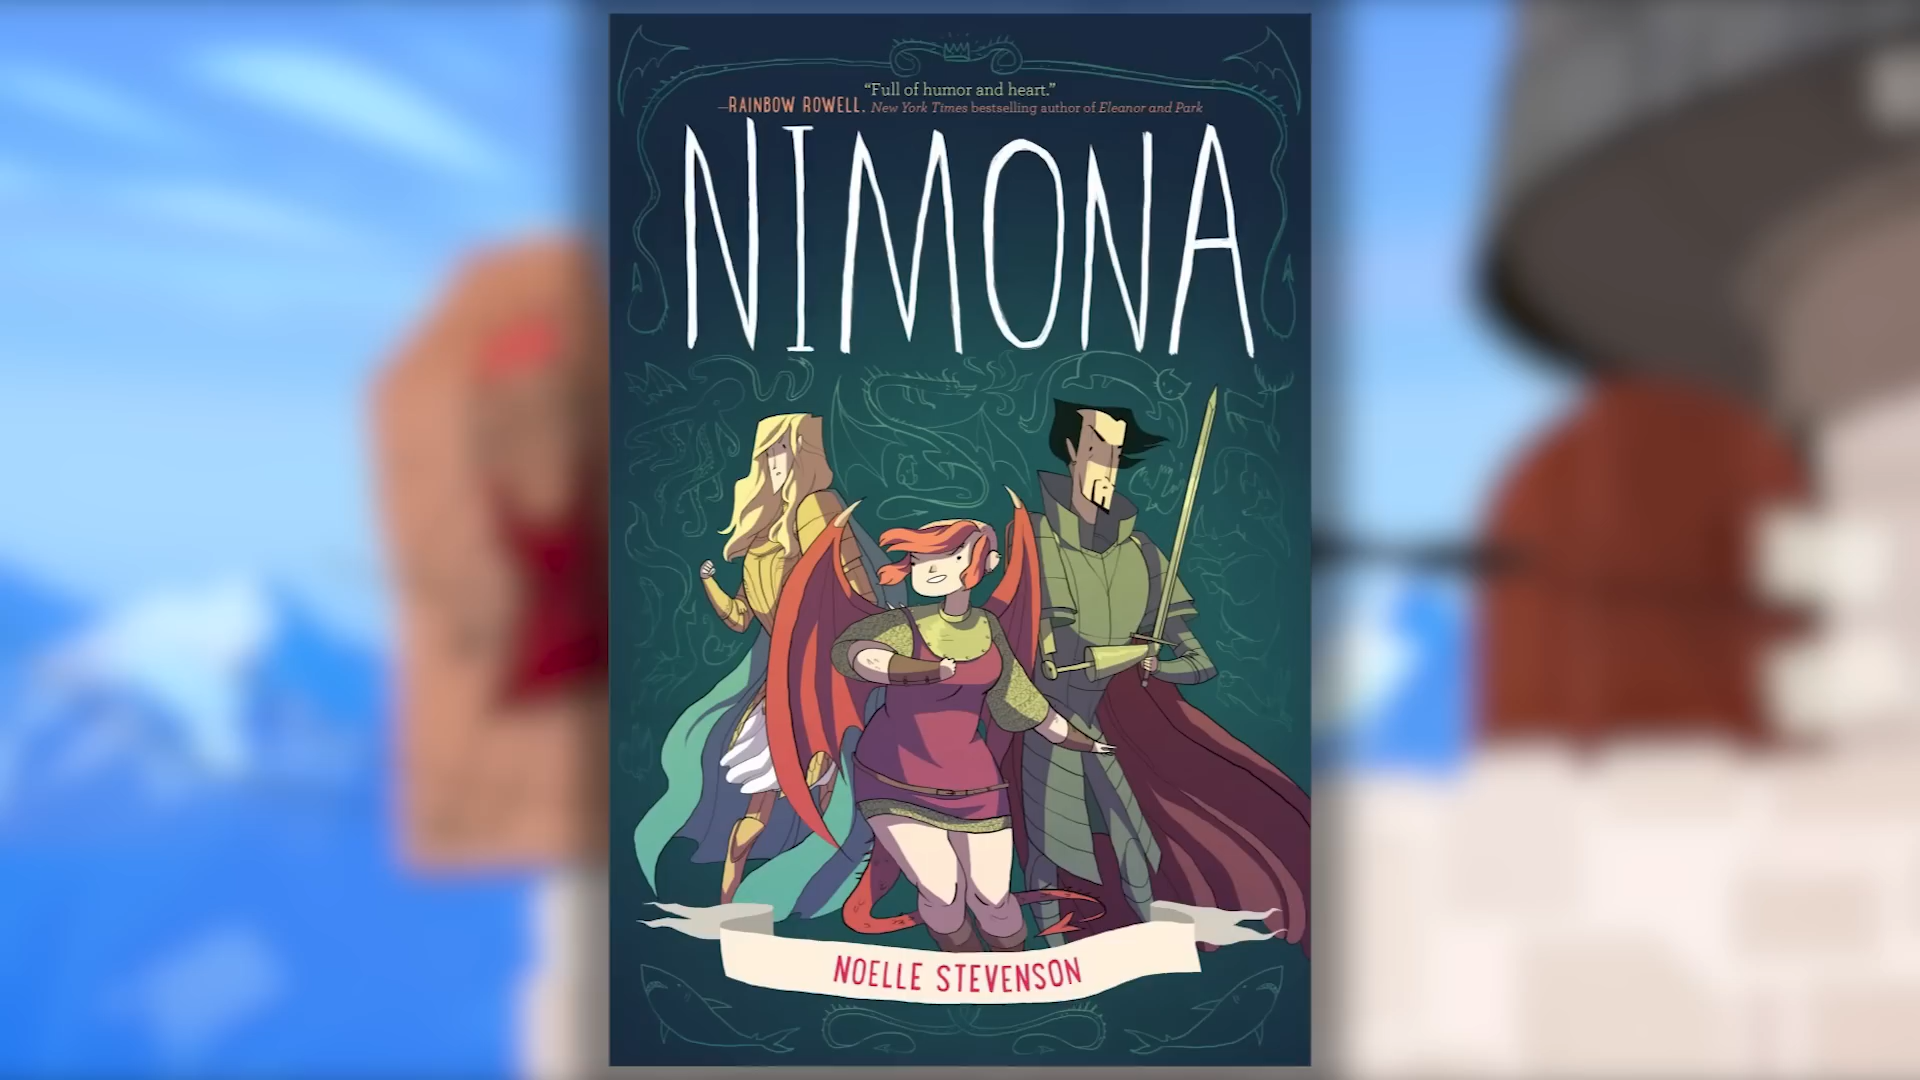 “Full of humor and heart.”
—RAINBOW ROWELL, New York Times bestselling author of Eleanor and Park
NIMONA
NOELLE STEVENSON